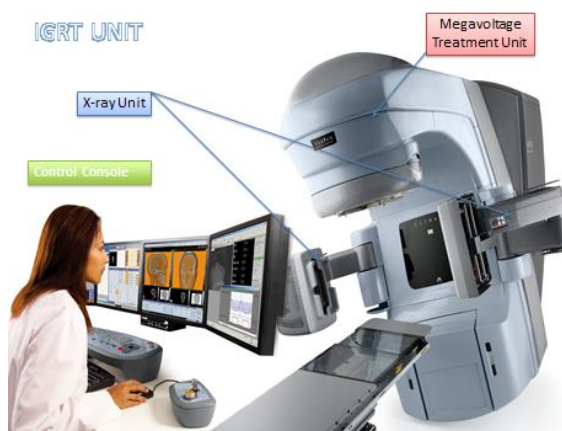 IGRT UNIT
Megavoltage
Treatment Unit
X-ray Unit
Control Console